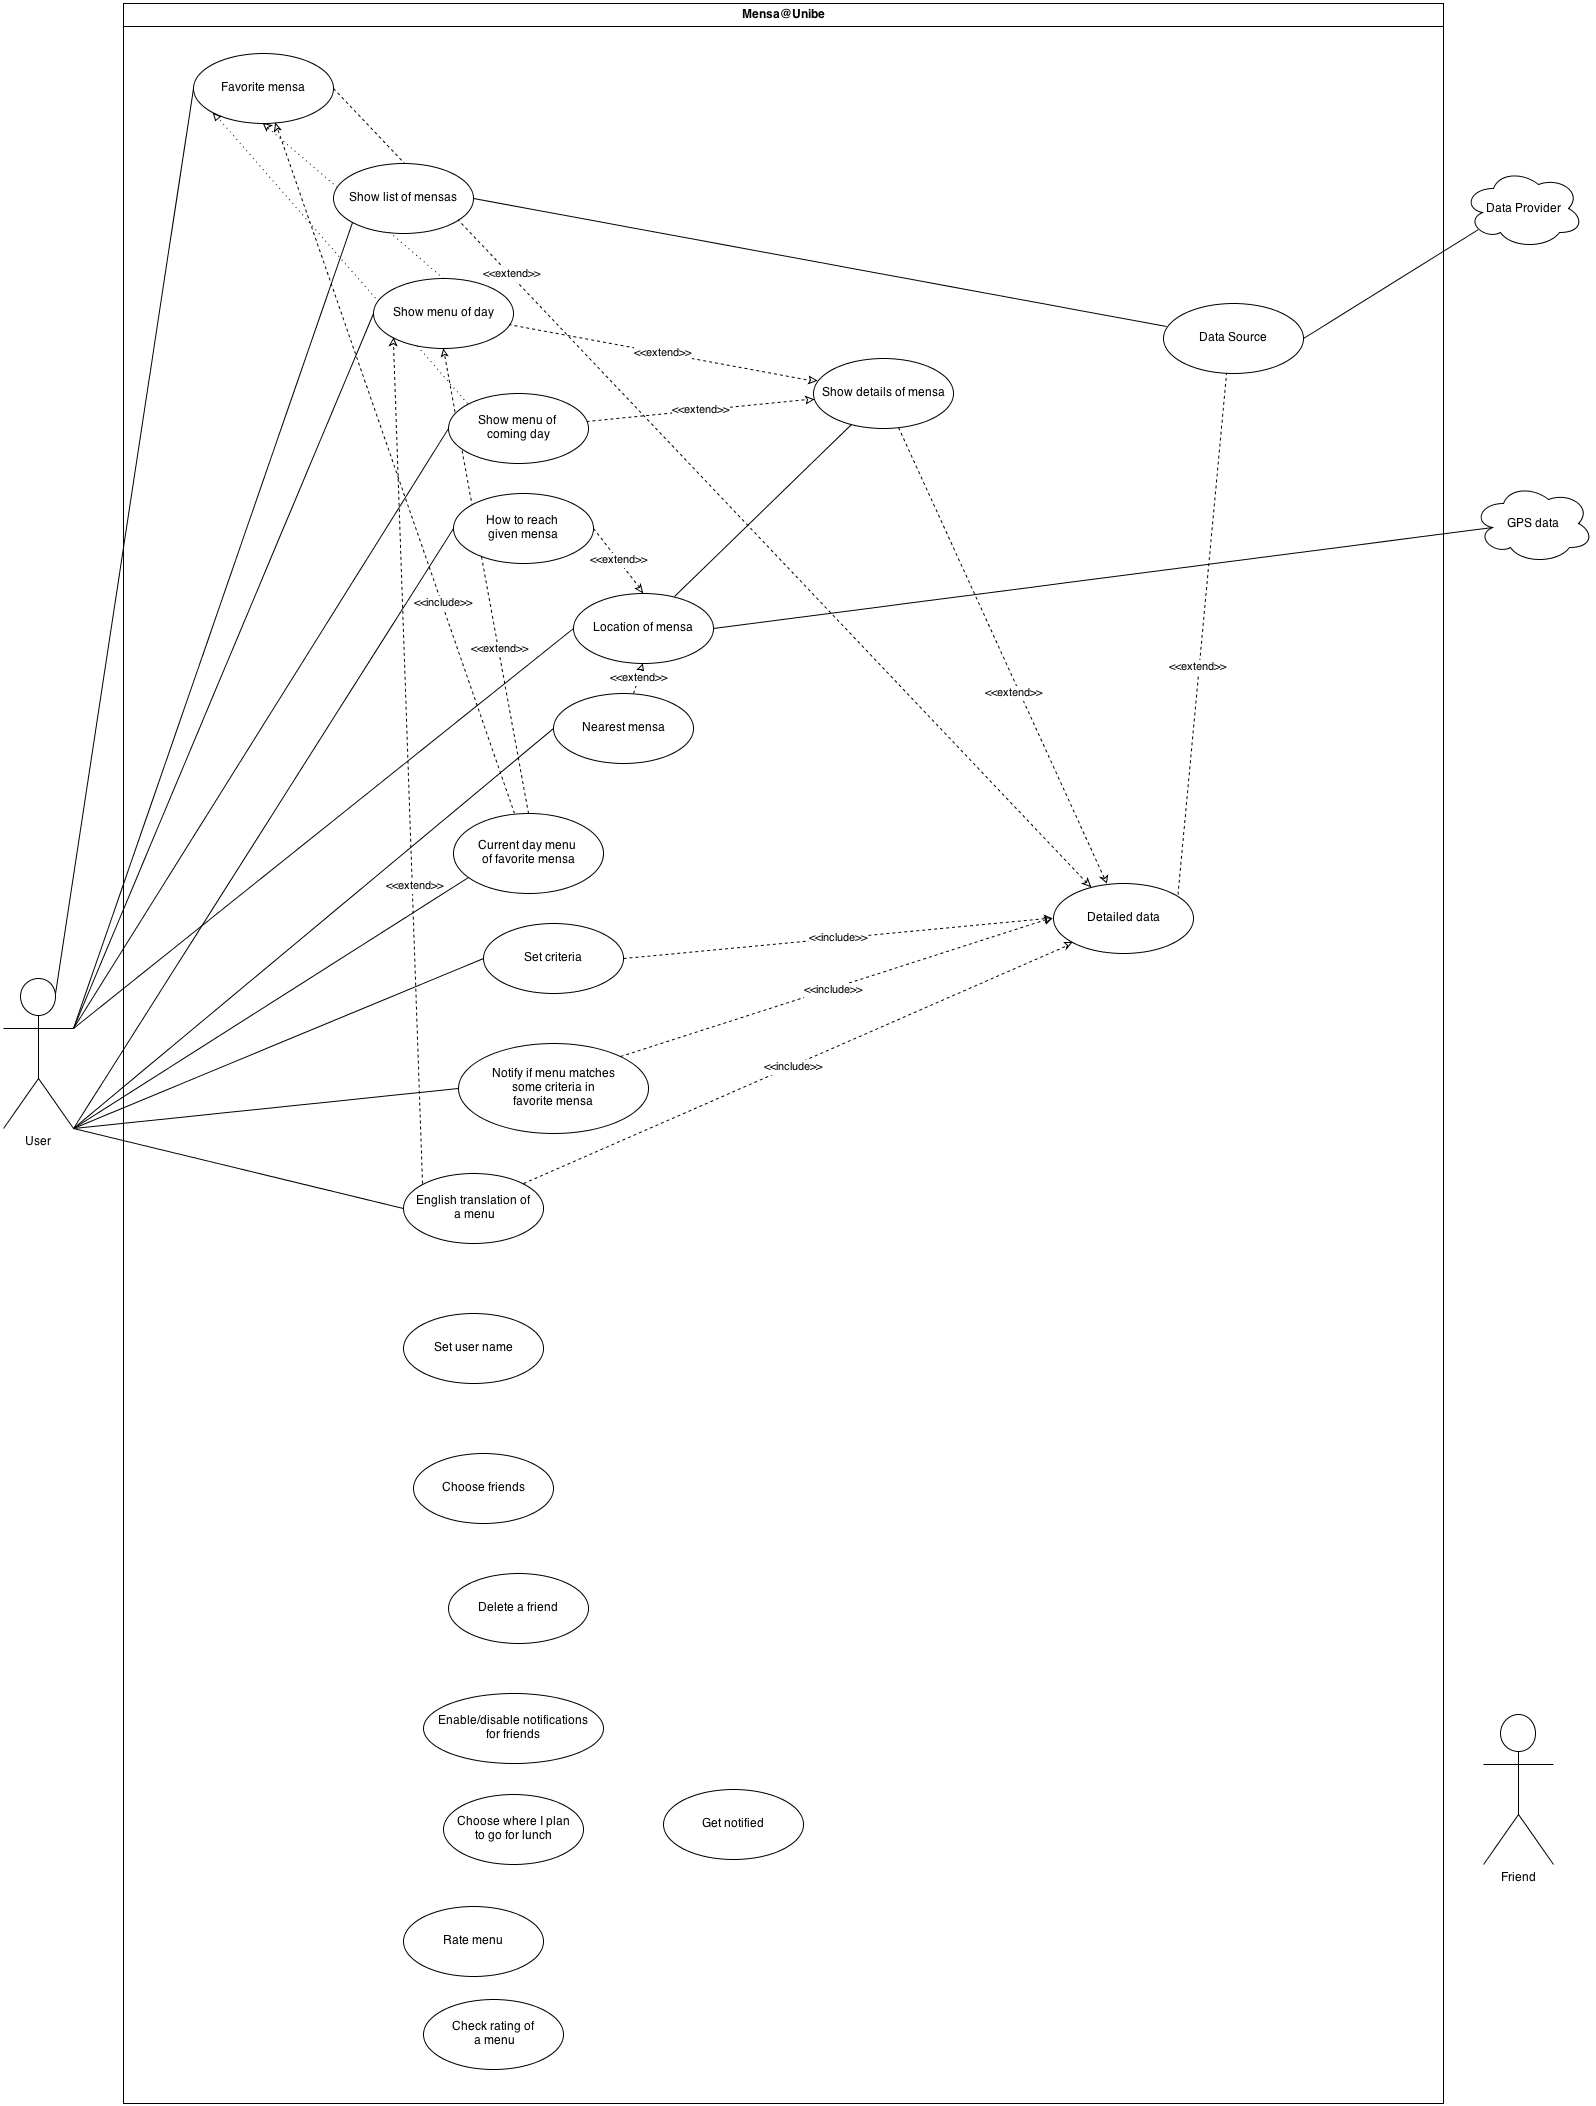 Mensa@Unibe
Favorite mensa
Show list of mensas
Data Provider
<<extend>>
Show menu of day
Data Source
<<extend>>
Show details of mensa
<<extend>>
Show menu of
coming day
How to reach
given mensa
GPS data
<<extend>>
<<include>>
Location of mensa
<<extend>>
<<extend>>
<<extend>>
<<extend>>
Nearest mensa
Current day menu
of favorite mensa
<<extend>>
Detailed data
<<include>>
Set criteria
<<include>>
<<include>>
Notify if menu matches
some criteria in
favorite mensa
User
English translation of
a menu
Set user name
Choose friends
Delete a friend
Enable/disable notifications
for friends
Choose where I plan
to go for lunch
Get notified
Friend
Rate menu
Check rating of
a menu